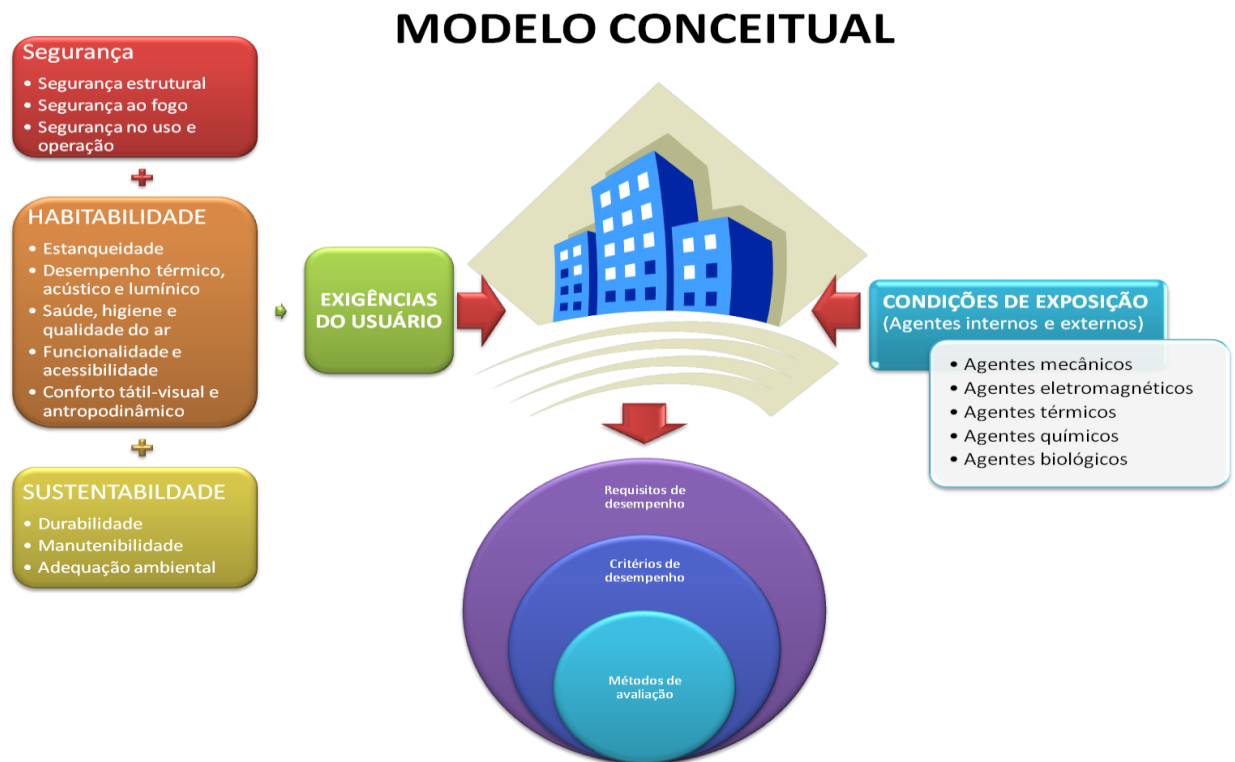 MODELO CONCEITUAL
Segurança
• Segurança estrutural
• Segurança ao fogo
• Segurança no uso e
operação
HABITABILIDADE
• Estanqueidade
• Desempenho térmico,
acústico e lumínico
• Saúde, higiene e
qualidade do ar
• Funcionalidade e
acessibilidade
• Conforto tátil-visual e
antropodinâmico
SUSTENTABILDADE
• Durabilidade
• Manutenibilidade
• Adequação ambiental
EXIGÊNCIAS
DO USUÁRIO
CONDIÇÕES DE EXPOSIÇÃO
(Agentes internos e externos)
• Agentes mecânicos
• Agentes eletromagnéticos
• Agentes térmicos
• Agentes químicos
• Agentes biológicos
Requisitos de
desempenho
Critérios de
desempenho
Métodos de
avaliação